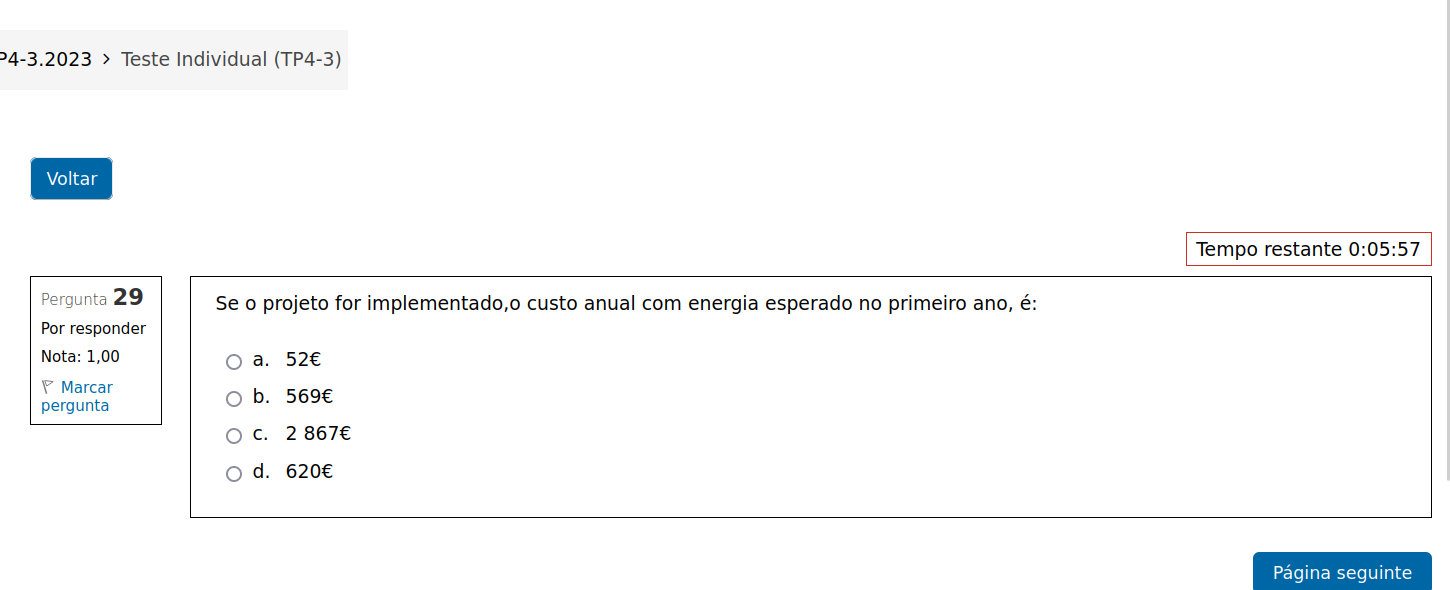 P4-3.2023 > Teste Individual (TP4-3)
Voltar
Tempo restante 0:05:57
Pergunta 29
Por responder
Nota: 1,00
Marcar
pergunta
Se o projeto for implementado,o custo anual com energia esperado no primeiro ano, é:
a. 52€
b. 569€
c. 2 867€
d. 620€
Página seguinte